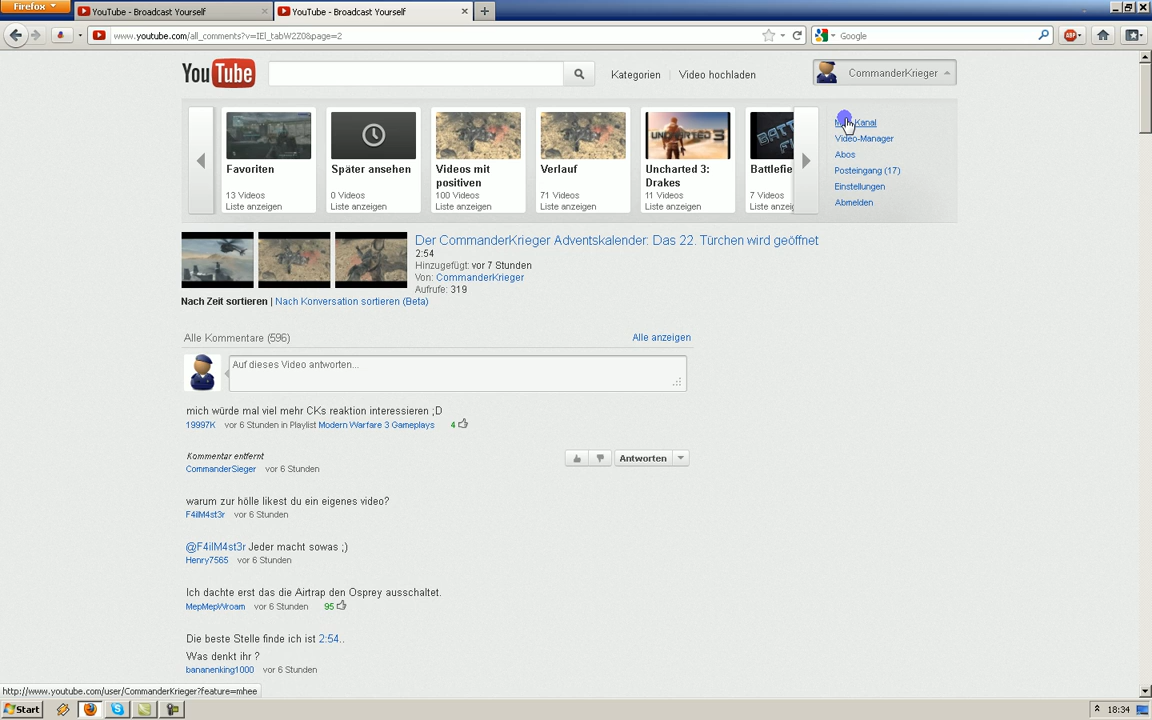 Firefox
YouTube - Broadcast Yourself
YouTube - Broadcast Yourself
www.youtube.com/all_comments?v=IEl_tabW2Z0&page=2
Google
ABP
YouTube
Kategorien
Video hochladen
CommanderKrieger
Favoriten
13 Videos
Liste anzeigen
Später ansehen
0 Videos
Liste anzeigen
Videos mit
positiven
100 Videos
Liste anzeigen
Verlauf
71 Videos
Liste anzeigen
UNCHARTED 3
Uncharted 3:
Drakes
11 Videos
Liste anzeigen
Battlefie
7 Videos
Liste anzeig
Kanal
Video-Manager
Abos
Posteingang (17)
Einstellungen
Abmelden
Der CommanderKrieger Adventskalender: Das 22. Türchen wird geöffnet
2:54
Hinzugefügt: vor 7 Stunden
Von: CommanderKrieger
Aufrufe: 319
Nach Zeit sortieren | Nach Konversation sortieren (Beta)
Alle Kommentare (596)
Alle anzeigen
Auf dieses Video antworten...
mich würde mal viel mehr CKs reaktion interessieren ;D
19997K vor 6 Stunden in Playlist Modern Warfare 3 Gameplays 4
Kommentar entfernt
CommanderSieger vor 6 Stunden
Antworten
warum zur hölle likest du ein eigenes video?
F4ilM4st3r vor 6 Stunden
@F4ilM4st3r Jeder macht sowas ;)
Henry7565 vor 6 Stunden
Ich dachte erst das die Airtrap den Osprey ausschaltet.
MepMepWroam vor 6 Stunden 95
Die beste Stelle finde ich ist 2:54..
Was denkt ihr ?
bananenking1000 vor 6 Stunden
http://www.youtube.com/user/CommanderKrieger?feature=mhee
Start
18:34